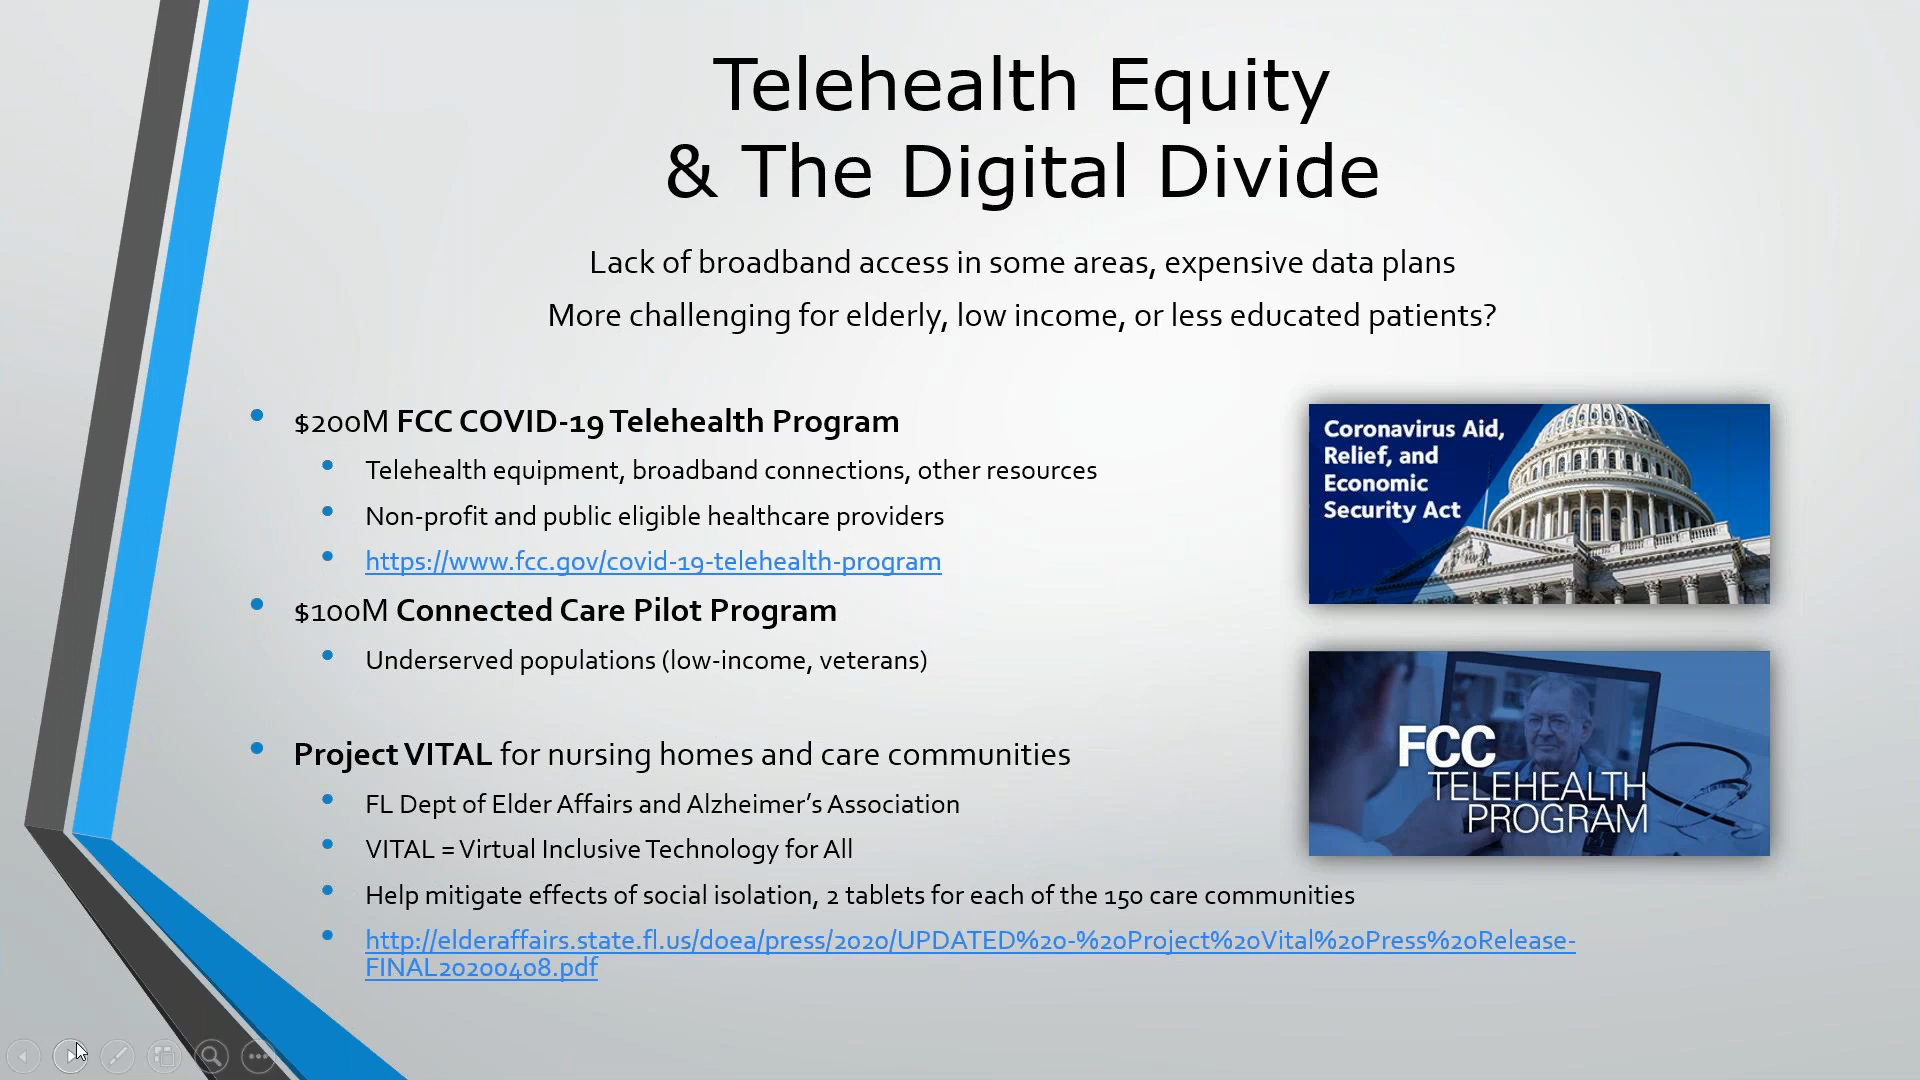 Telehealth Equity
& The Digital Divide
Lack of broadband access in some areas, expensive data plans
More challenging for elderly, low income, or less educated patients?
$200M FCC COVID-19 Telehealth Program
Telehealth equipment, broadband connections, other resources
Non-profit and public eligible healthcare providers
https://www.fcc.gov/covid-19-telehealth-program
$100M Connected Care Pilot Program
Underserved populations (low-income, veterans)
Project VITAL for nursing homes and care communities
FL Dept of Elder Affairs and Alzheimer’s Association
VITAL = Virtual Inclusive Technology for All
Help mitigate effects of social isolation, 2 tablets for each of the 150 care communities
http://elderaffairs.state.fl.us/doea/press/2020/UPDATED%20-%20Project%20Vital%20Press%20Release-
FINAL20200408.pdf
Coronavirus Aid,
Relief, and
Economic
Security Act
FCC
TELEHEALTH
PROGRAM